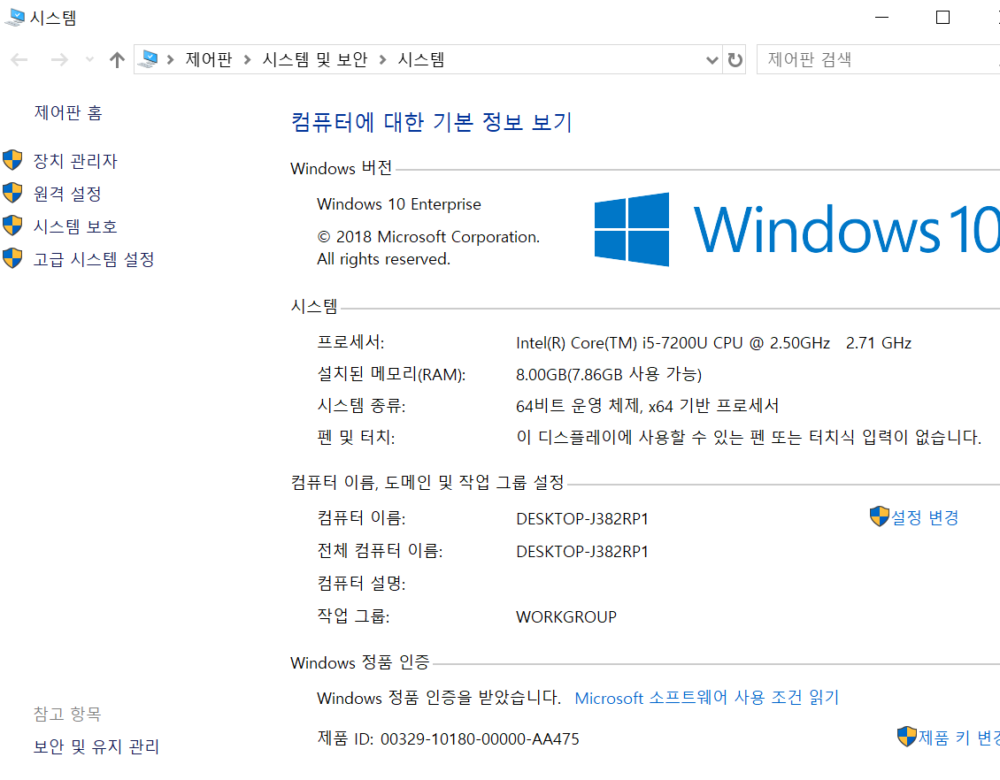 시스템
제어판 시스템 및 보안 시스템
제어판 검색
제어판 홈
장치 관리자
원격 설정
시스템 보호
고급 시스템 설정
컴퓨터에 대한 기본 정보 보기
Windows 버전
Windows 10 Enterprise
© 2018 Microsoft Corporation.
All rights reserved.
Windows 10
시스템
프로세서: Intel(R) Core(TM) i5-7200U CPU @ 2.50GHz 2.71 GHz
설치된 메모리(RAM): 8.00GB(7.86GB 사용 가능)
시스템 종류: 64비트 운영 체제, x64 기반 프로세서
펜 및 터치: 이 디스플레이에 사용할 수 있는 펜 또는 터치식 입력이 없습니다.
컴퓨터 이름, 도메인 및 작업 그룹 설정
컴퓨터 이름: DESKTOP-J382RP1 설정 변경
전체 컴퓨터 이름: DESKTOP-J382RP1
컴퓨터 설명:
작업 그룹: WORKGROUP
Windows 정품 인증
Windows 정품 인증을 받았습니다. Microsoft 소프트웨어 사용 조건 읽기
제품 ID: 00329-10180-00000-AA475 제품 키 변경
참고 항목
보안 및 유지 관리